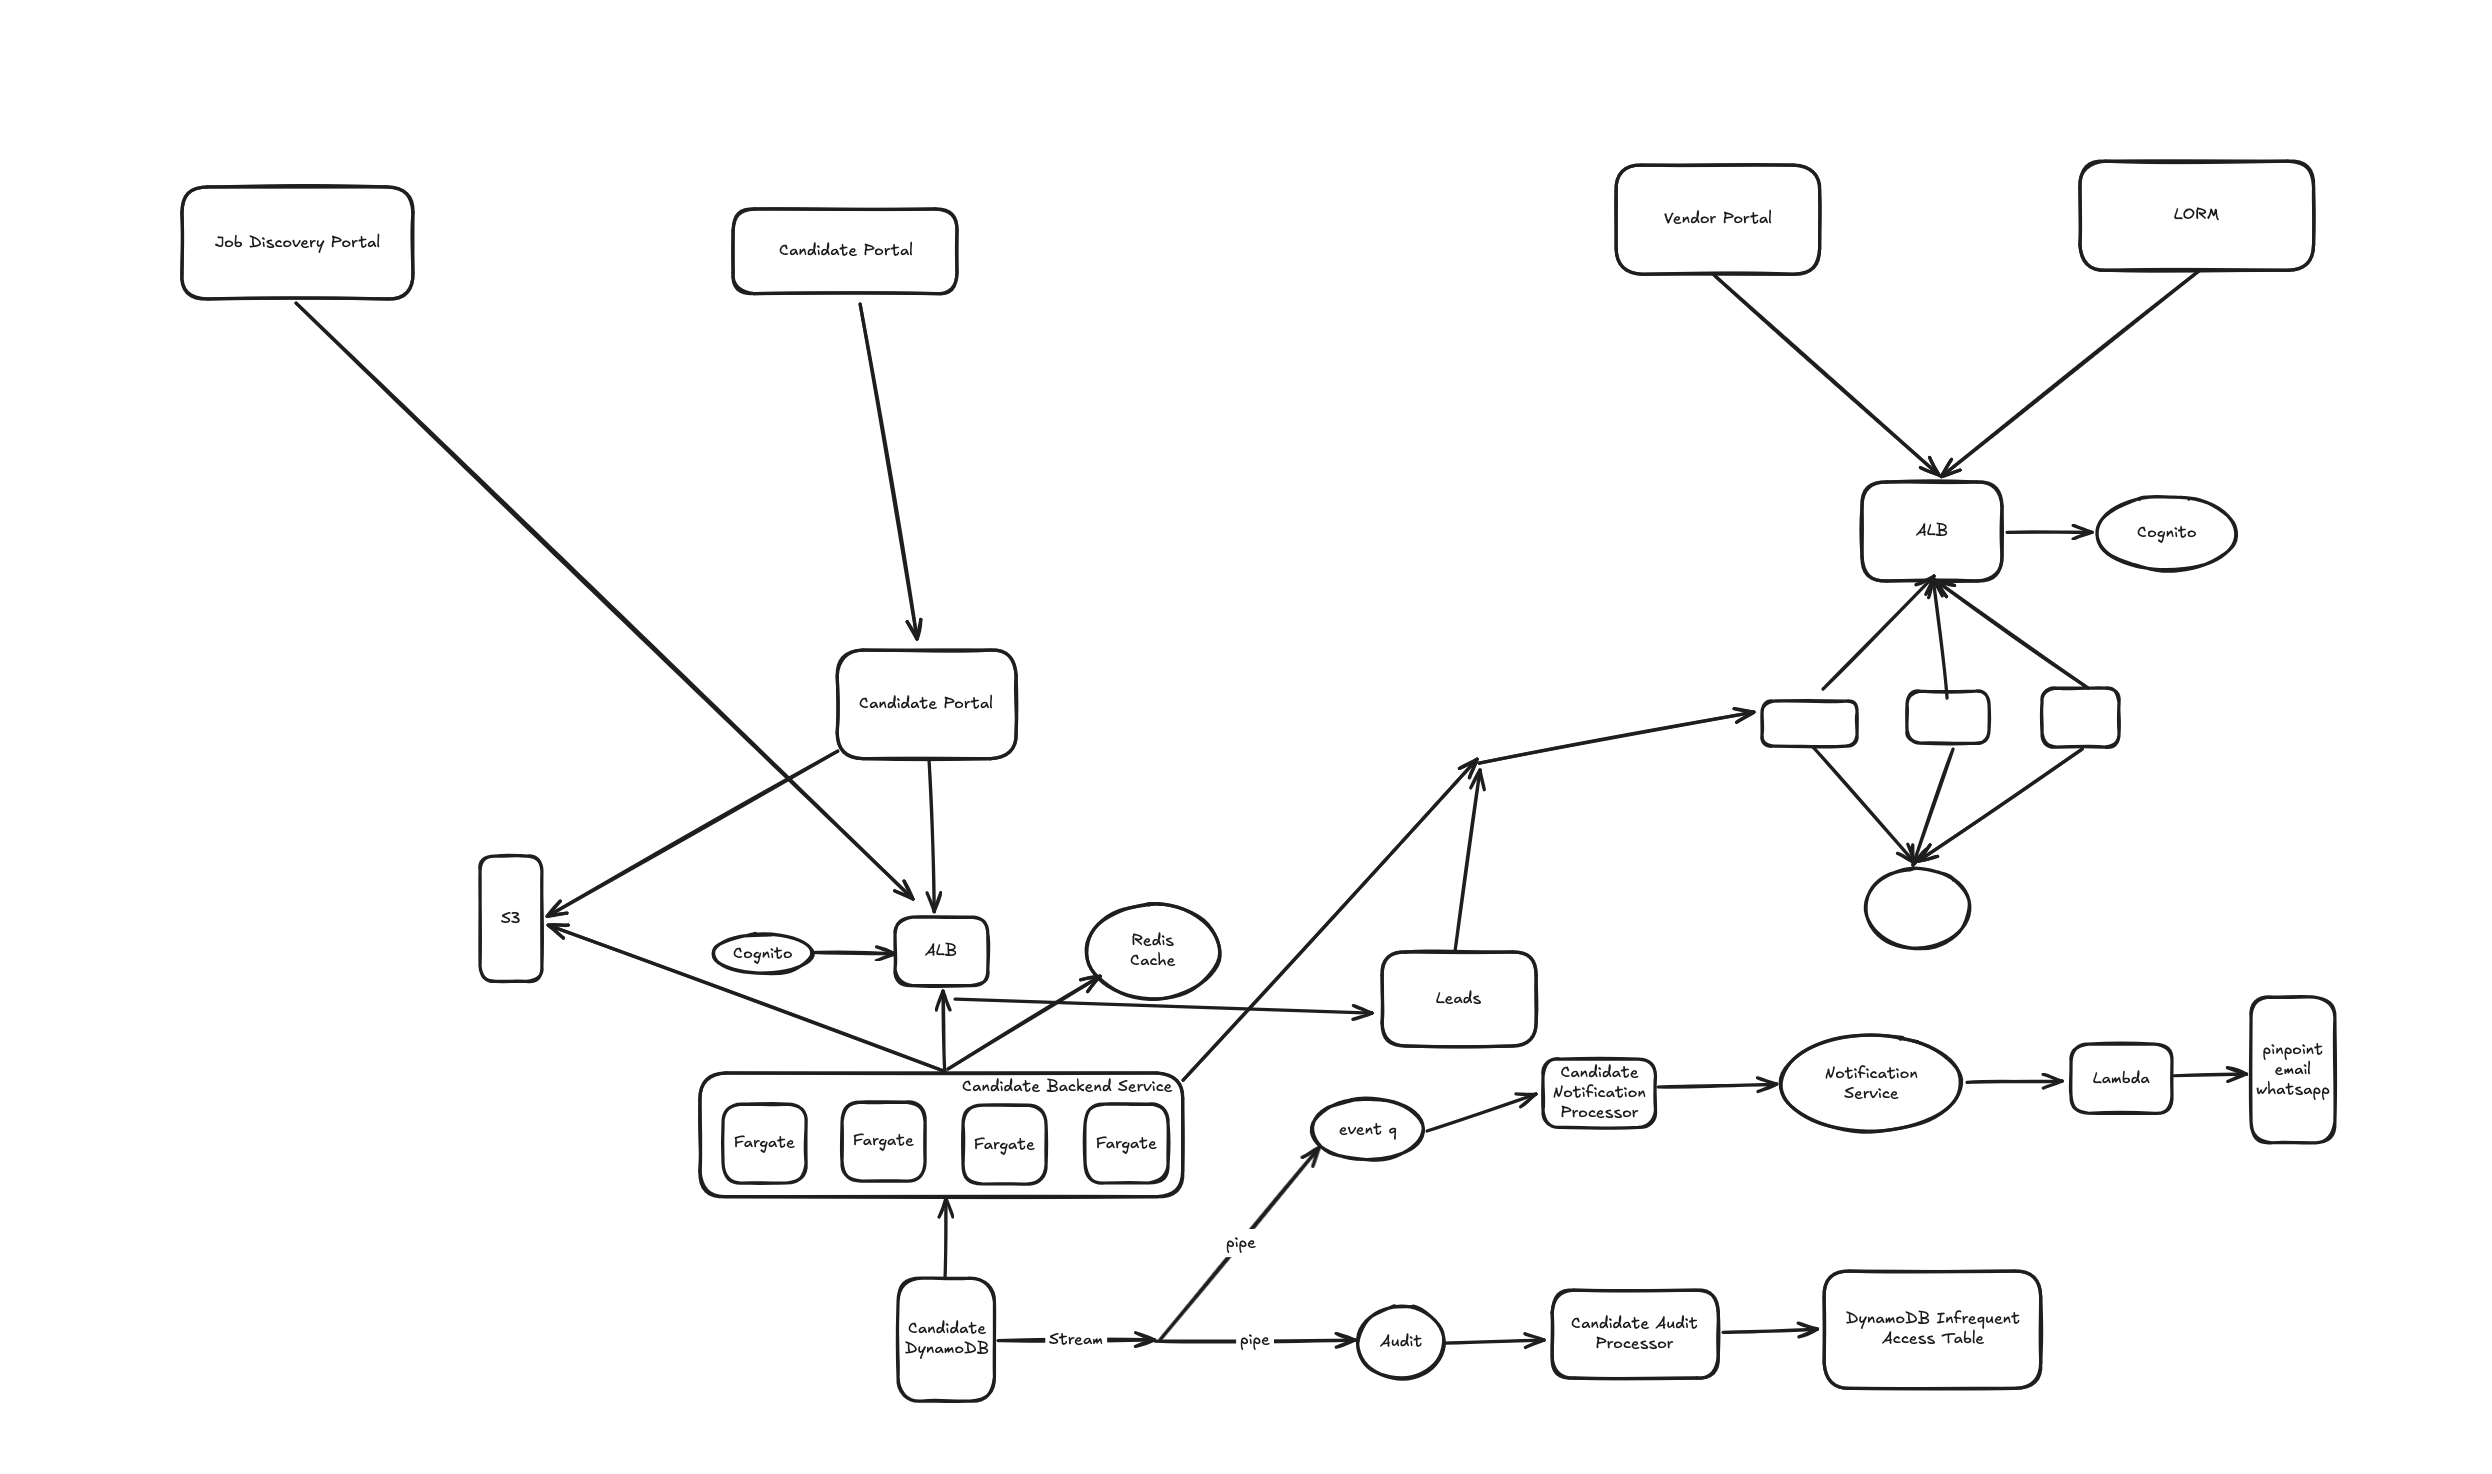 Job Discovery Portal
Candidate Portal
Vendor Portal
LORM
ALB
Cognito
Candidate Portal
S3
Cognito
ALB
Redis
Cache
Leads
Candidate Backend Service
Fargate
Fargate
Fargate
Fargate
event q
Candidate
Notification
Processor
Notification
Service
Lambda
pinpoint
email
whatsapp
pipe
Candidate
DynamoDB
Stream
pipe
Audit
Candidate Audit
Processor
DynamoDB Infrequent
Access Table